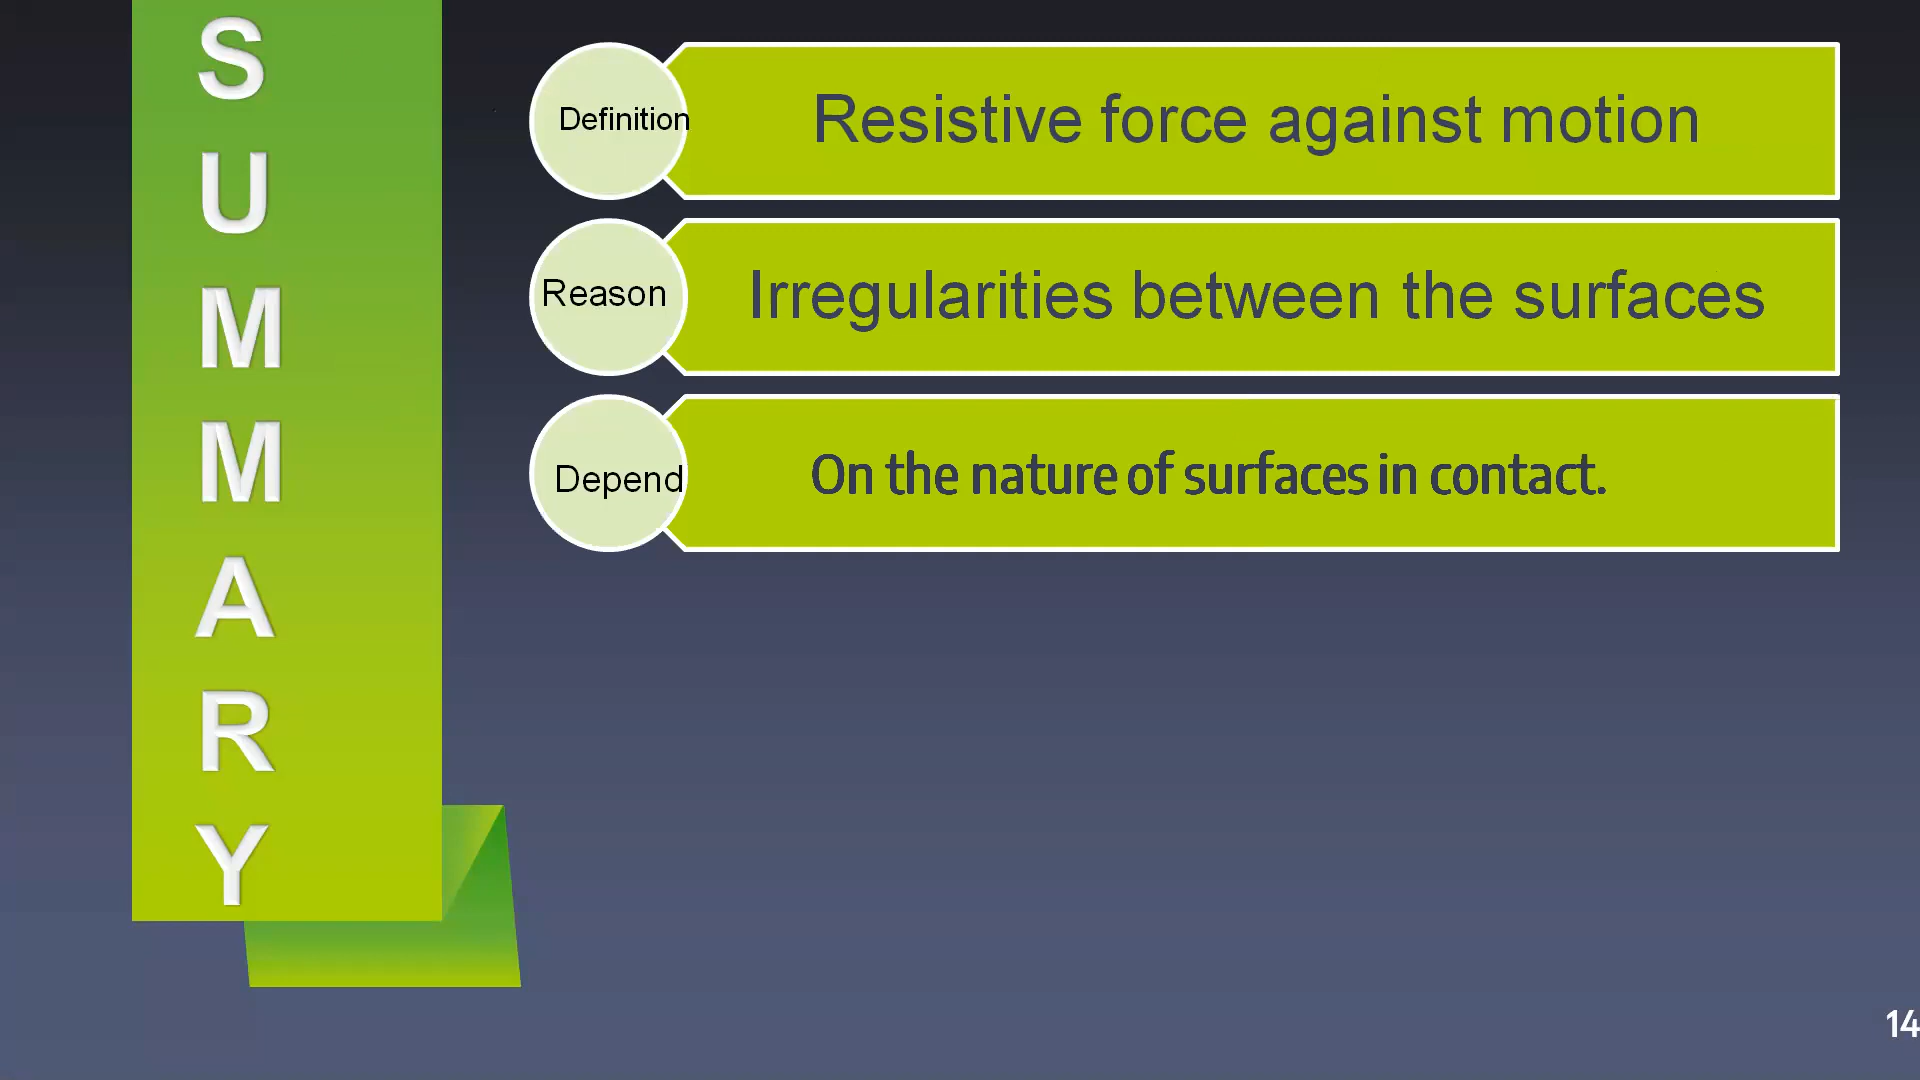 S
U
M
M
A
R
Y
Definition
Resistive force against motion
Reason
Irregularities between the surfaces
Depend
On the nature of surfaces in contact.
14